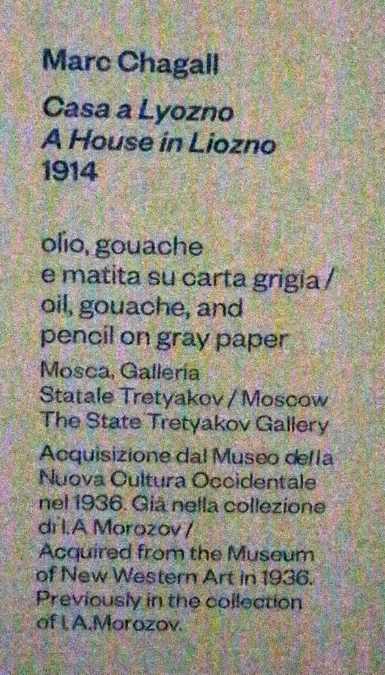 Marc Chagall
Casa a Lyozno
A House in Liozno
1914
olio, gouache
e matita su carta grigia /
oil, gouache, and
pencil on gray paper
Mosca, Galleria
Statale Tretyakov / Moscow
The State Tretyakov Gallery
Acquisizione dal Museo della
Nuova Cultura Occidentale
nel 1936. Già nella collezione
di I.A Morozov /
Acquired from the Museum
of New Western Art in 1936.
Previously in the collection
of I.A.Morozov.